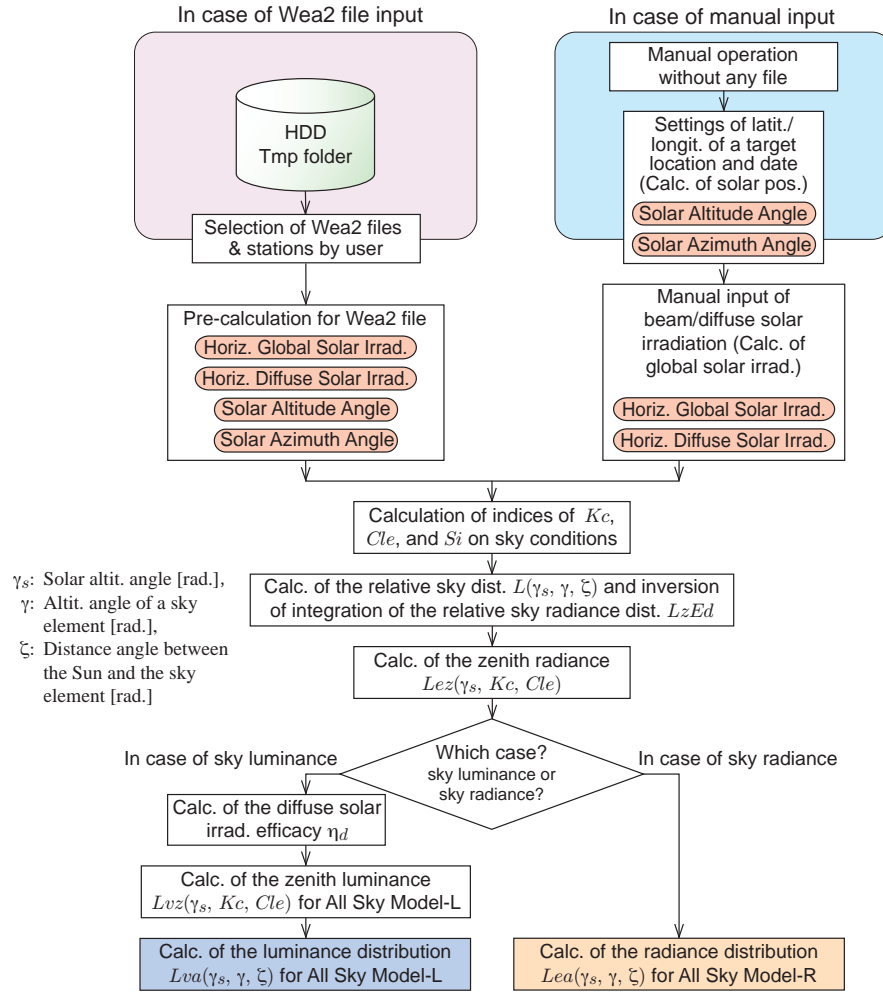 In case of Wea2 file input
HDD
Tmp folder
Selection of Wea2 files
& stations by user
Pre-calculation for Wea2 file
Horiz. Global Solar Irrad.
Horiz. Diffuse Solar Irrad.
Solar Altitude Angle
Solar Azimuth Angle
In case of manual input
Manual operation
without any file
Settings of latit./
longit. of a target
location and date
(Calc. of solar pos.)
Solar Altitude Angle
Solar Azimuth Angle
Manual input of
beam/diffuse solar
irradiation (Calc. of
global solar irrad.)
Horiz. Global Solar Irrad.
Horiz. Diffuse Solar Irrad.
Calculation of indices of Kc,
Cle, and Si on sky conditions
γs: Solar altit. angle [rad.],
γ: Altit. angle of a sky
element [rad.],
ζ: Distance angle between
the Sun and the sky
element [rad.]
Calc. of the relative sky dist. L(γs, γ, ζ) and inversion
of integration of the relative sky radiance dist. LzEd
Calc. of the zenith radiance
Lez(γs, Kc, Cle)
Which case?
sky luminance or
sky radiance?
In case of sky luminance
Calc. of the diffuse solar
irrad. efficacy ηd
Calc. of the zenith luminance
Lvz(γs, Kc, Cle) for All Sky Model-L
Calc. of the luminance distribution
Lva(γs, γ, ζ) for All Sky Model-L
In case of sky radiance
Calc. of the radiance distribution
Lea(γs, γ, ζ) for All Sky Model-R